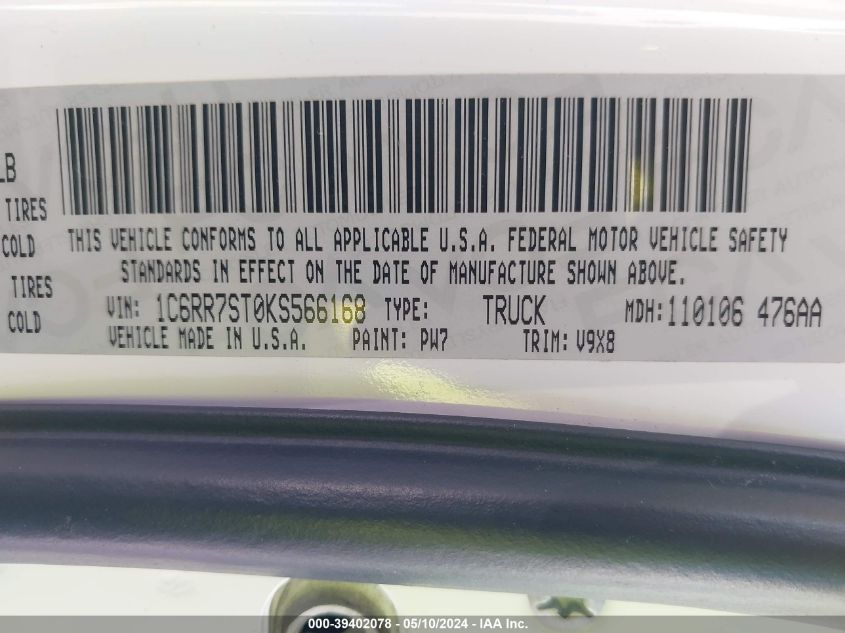 LB
TIRES
COLD
TIRES
COLD
THIS VEHICLE CONFORMS TO ALL APPLICABLE U.S.A. FEDERAL MOTOR VEHICLE SAFETY
STANDARDS IN EFFECT ON THE DATE OF MANUFACTURE SHOWN ABOVE.
VIN: 1C6RR7ST0KS566168 TYPE: TRUCK MDH: 110106 476AA
VEHICLE MADE IN U.S.A. PAINT: PW7 TRIM: V9X8
000-39402078 - 05/10/2024 - IAA Inc.